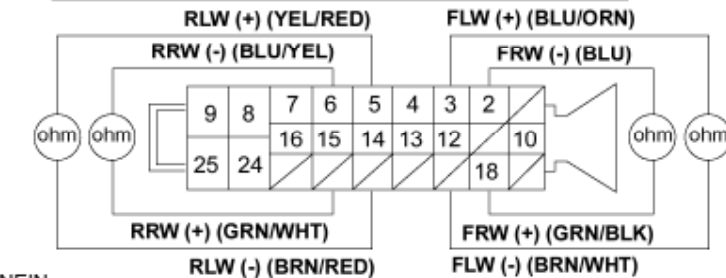 RLW (+) (YEL/RED) FLW (+) (BLU/ORN)
RRW (-) (BLU/YEL) FRW (-) (BLU)
9 8 7 6 5 4 3 2
ohm ohm ohm ohm
16 15 14 13 12 10
25 24 18
RRW (+) (GRN/WHT) FRW (+) (GRN/BLK)
RLW (-) (BRN/RED) FLW (-) (BRN/WHT)